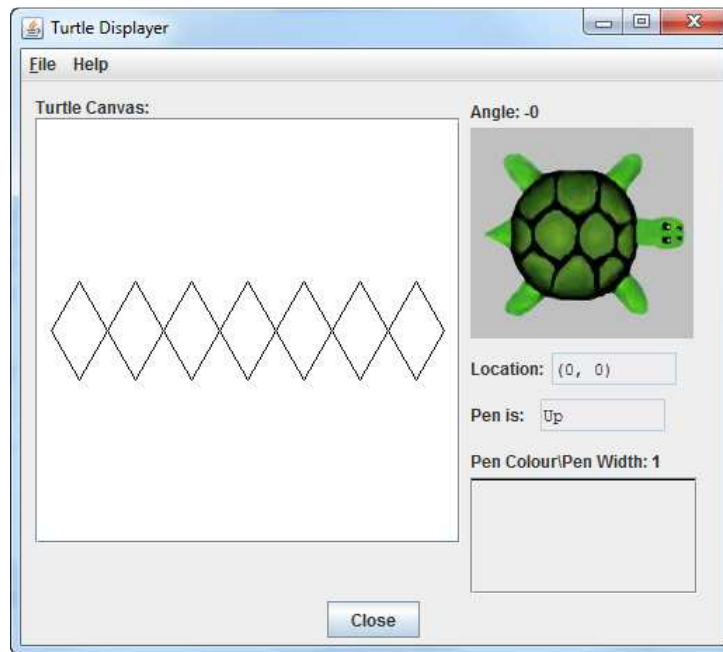 Turtle Displayer
File Help
Turtle Canvas:
Angle: -0
Location: (0, 0)
Pen is: Up
Pen Colour\Pen Width: 1
Close